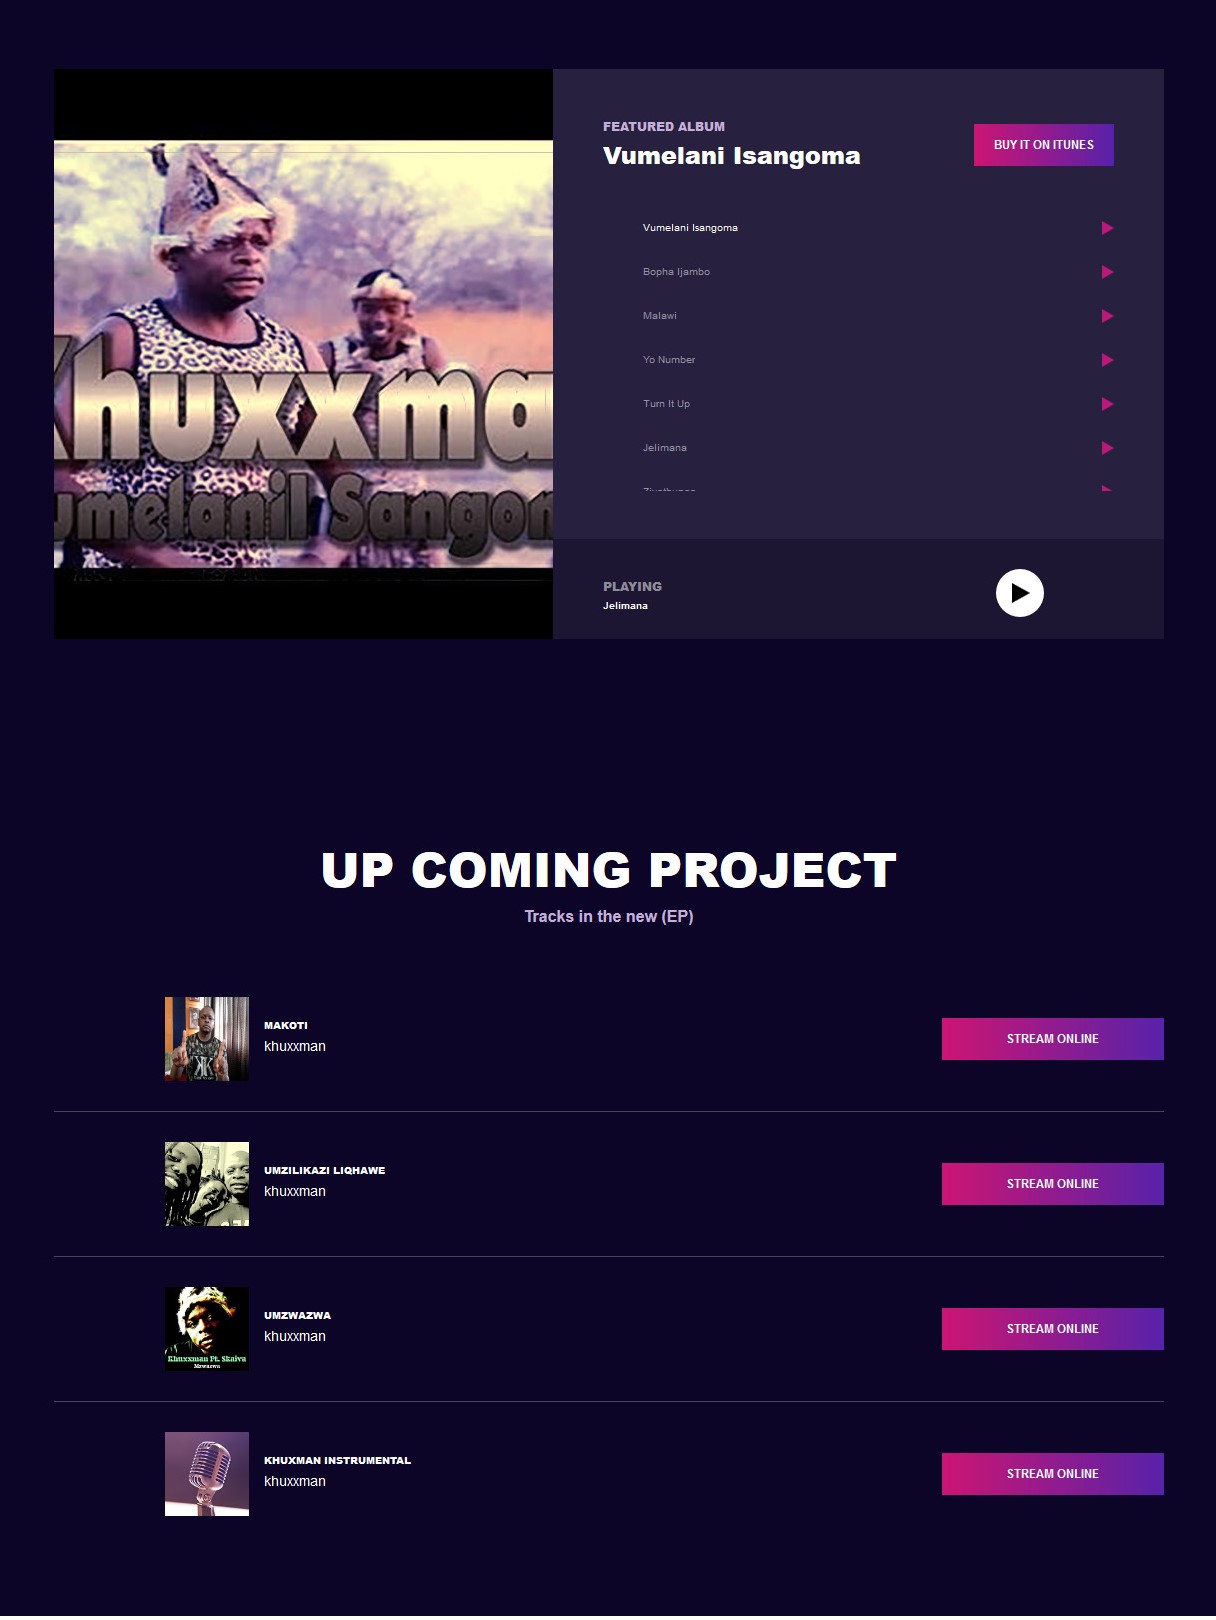 Khuxxma
umelanil Sangom
FEATURED ALBUM
Vumelani Isangoma
BUY IT ON ITUNES
Vumelani Isangoma
Bopha Ijambo
Malawi
Yo Number
Turn It Up
Jelimana
PLAYING
Jelimana
UP COMING PROJECT
Tracks in the new (EP)
MAKOTI
khuxxman
STREAM ONLINE
UMZILIKAZI LIQHAWE
khuxxman
STREAM ONLINE
Khuxxman Ft. Skaiva
Mzwazwa
UMZWAZWA
khuxxman
STREAM ONLINE
KHUXMAN INSTRUMENTAL
khuxxman
STREAM ONLINE